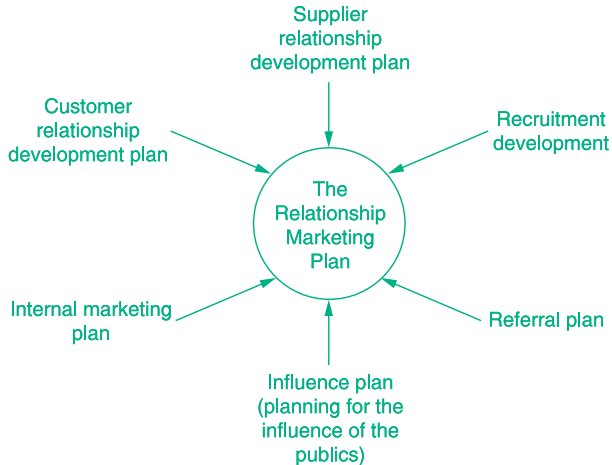 Supplier
relationship
development plan
Customer
relationship
development plan
Recruitment
development
The
Relationship
Marketing
Plan
Internal marketing
plan
Referral plan
Influence plan
(planning for the
influence of the
publics)